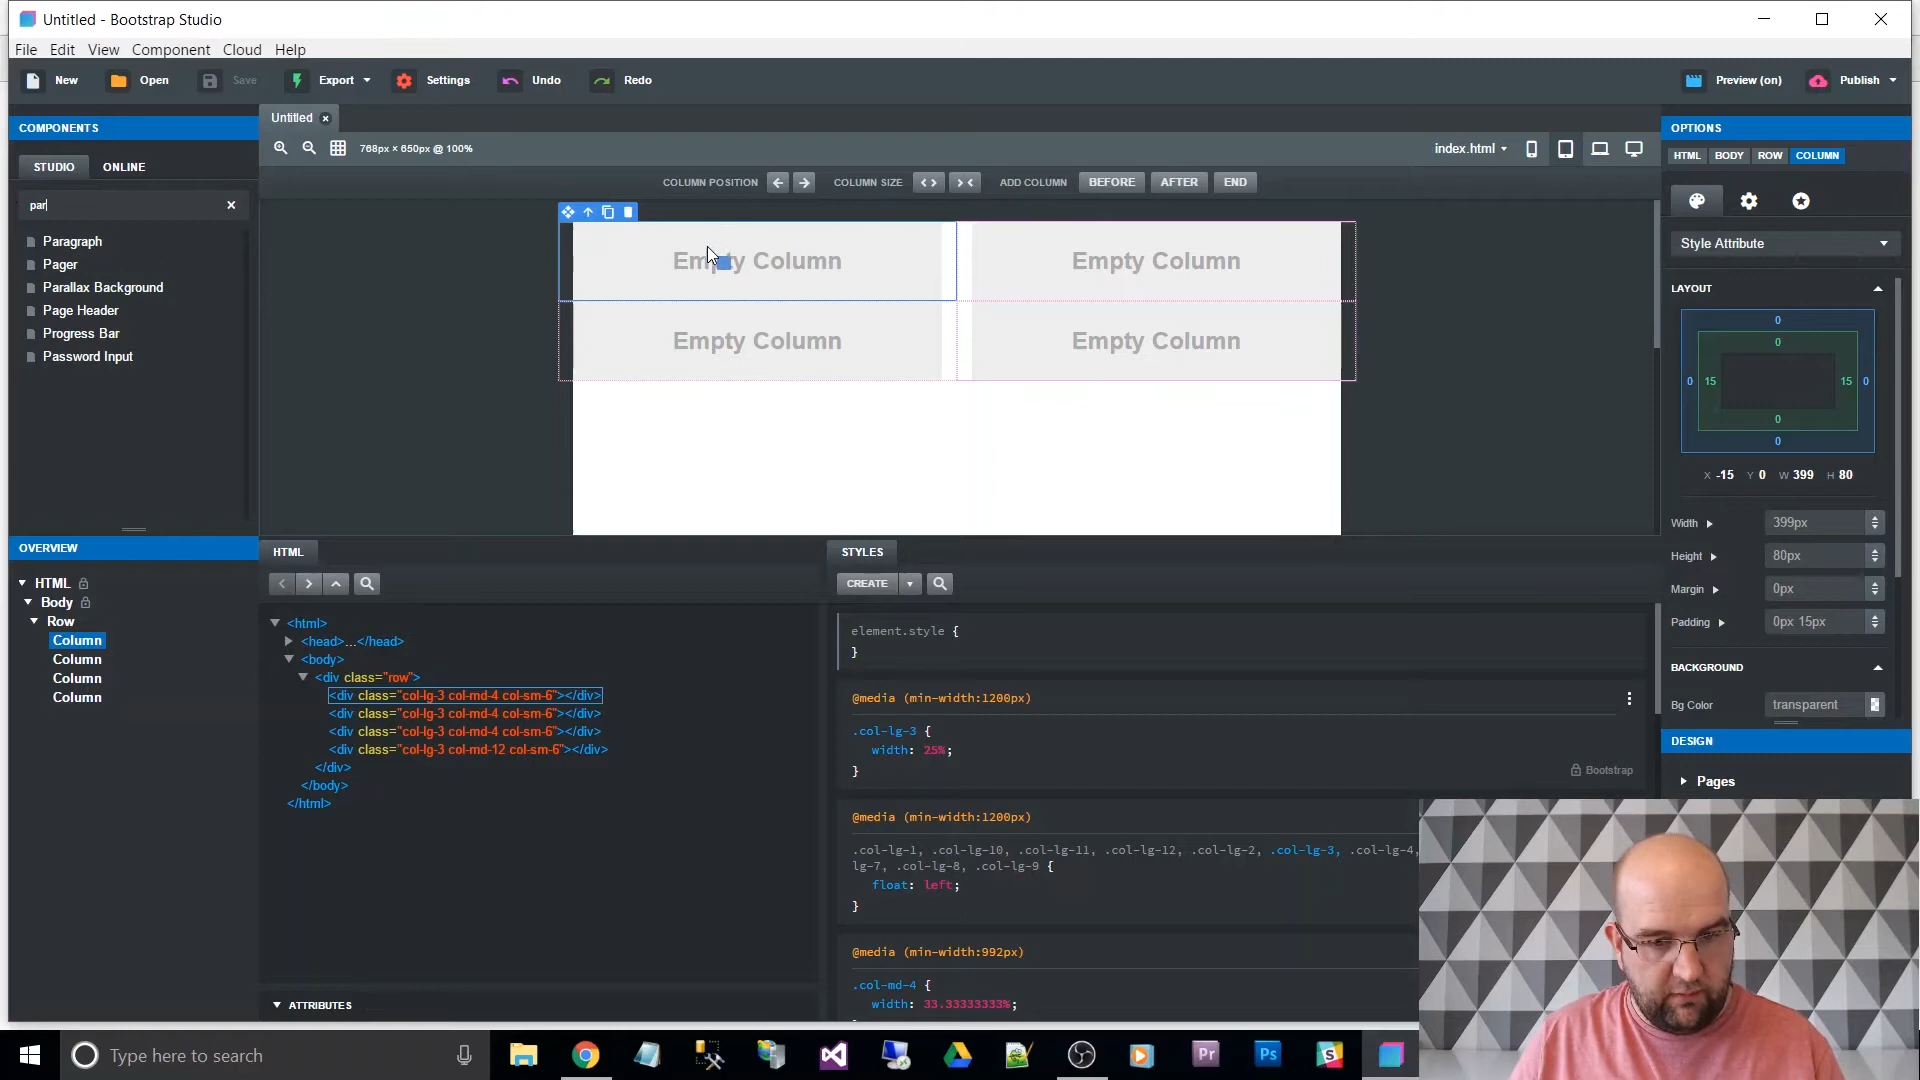 Untitled - Bootstrap Studio
File Edit View Component Cloud Help
New Open Save Export Settings Undo Redo Preview (on) Publish
COMPONENTS
STUDIO ONLINE
par
Paragraph
Pager
Parallax Background
Page Header
Progress Bar
Password Input
OVERVIEW
HTML
Body
Row
Column
Column
Column
Column
Untitled
768px × 650px @ 100%
index.html
COLUMN POSITION COLUMN SIZE ADD COLUMN BEFORE AFTER END
Empty Column Empty Column
Empty Column Empty Column
HTML
<html>
<head>...</head>
<body>
<div class="row">
<div class="col-lg-3 col-md-4 col-sm-6"></div>
<div class="col-lg-3 col-md-4 col-sm-6"></div>
<div class="col-lg-3 col-md-4 col-sm-6"></div>
<div class="col-lg-3 col-md-12 col-sm-6"></div>
</div>
</body>
</html>
ATTRIBUTES
STYLES
CREATE
element.style {
}
@media (min-width:1200px)
.col-lg-3 {
width: 25%;
}
Bootstrap
@media (min-width:1200px)
.col-lg-1, .col-lg-10, .col-lg-11, .col-lg-12, .col-lg-2, .col-lg-3, .col-lg-4,
lg-7, .col-lg-8, .col-lg-9 {
float: left;
}
@media (min-width:992px)
.col-md-4 {
width: 33.33333333%;
OPTIONS
HTML BODY ROW COLUMN
Style Attribute
LAYOUT
0
0
0 15 15 0
0
0
X -15 Y 0 W 399 H 80
Width 399px
Height 80px
Margin 0px
Padding 0px 15px
BACKGROUND
Bg Color transparent
DESIGN
Pages
Type here to search
Pr Ps